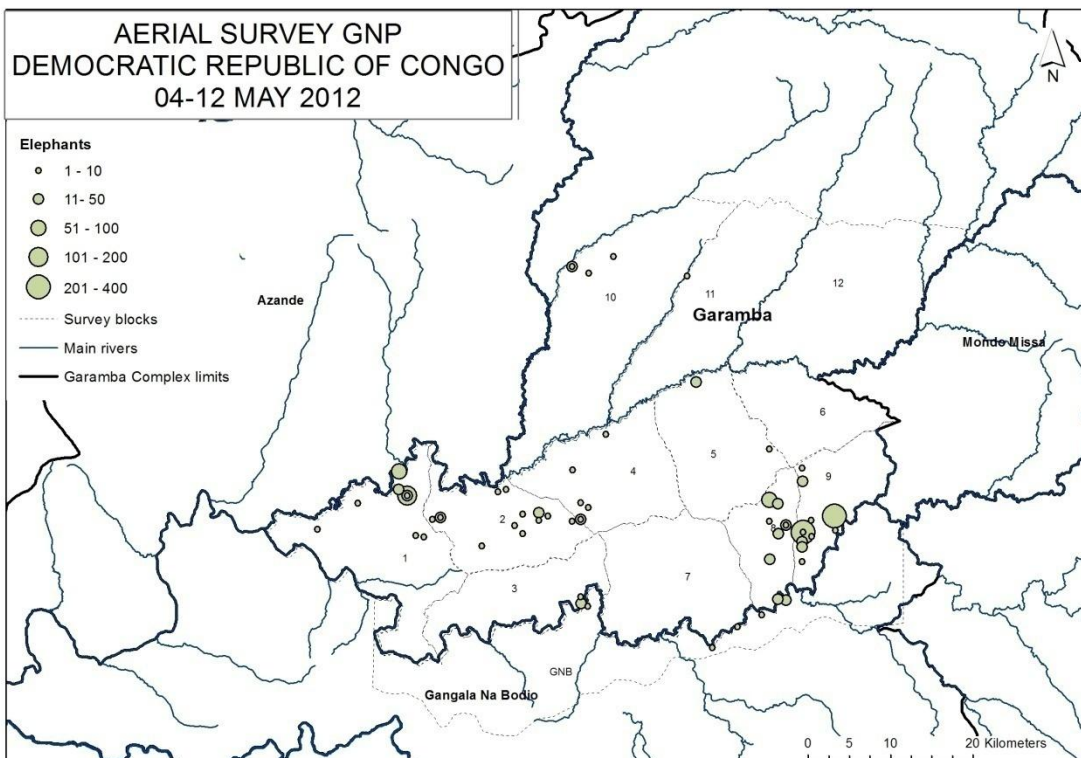 AERIAL SURVEY GNP
DEMOCRATIC REPUBLIC OF CONGO
04-12 MAY 2012
N
Elephants
1 - 10
11- 50
51 - 100
101 - 200
201 - 400
Survey blocks
Main rivers
Garamba Complex limits
Azande
Garamba
Mondo Missa
Gangala Na Bodio
GNB
10
11
12
6
5
4
9
2
8
1
7
3
0 5 10 20 Kilometers